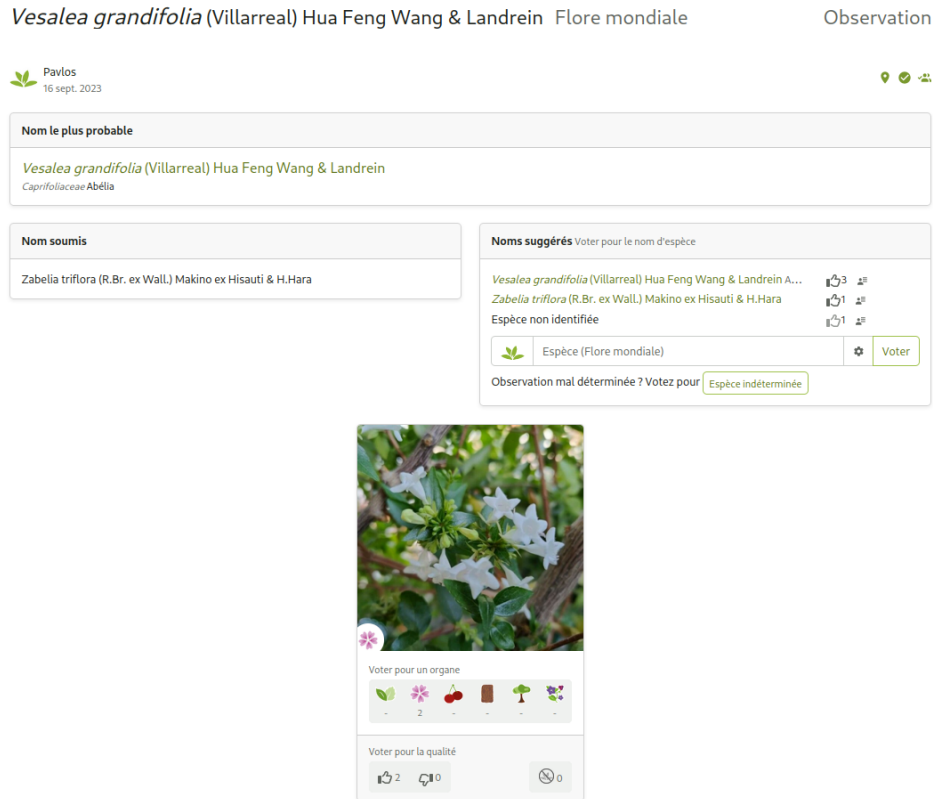 Vesalea grandifolia (Villarreal) Hua Feng Wang & Landrein Flore mondiale Observation
Pavlos
16 sept. 2023
Nom le plus probable
Vesalea grandifolia (Villarreal) Hua Feng Wang & Landrein
Caprifoliaceae Abélia
Nom soumis
Zabelia triflora (R.Br. ex Wall.) Makino ex Hisauti & H.Hara
Noms suggérés Voter pour le nom d'espèce
Vesalea grandifolia (Villarreal) Hua Feng Wang & Landrein A... 3
Zabelia triflora (R.Br. ex Wall.) Makino ex Hisauti & H.Hara 1
Espèce non identifiée 1
Espèce (Flore mondiale) Voter
Observation mal déterminée ? Votez pour Espèce indéterminée
Voter pour un organe
- 2 - - - -
Voter pour la qualité
2 0 0